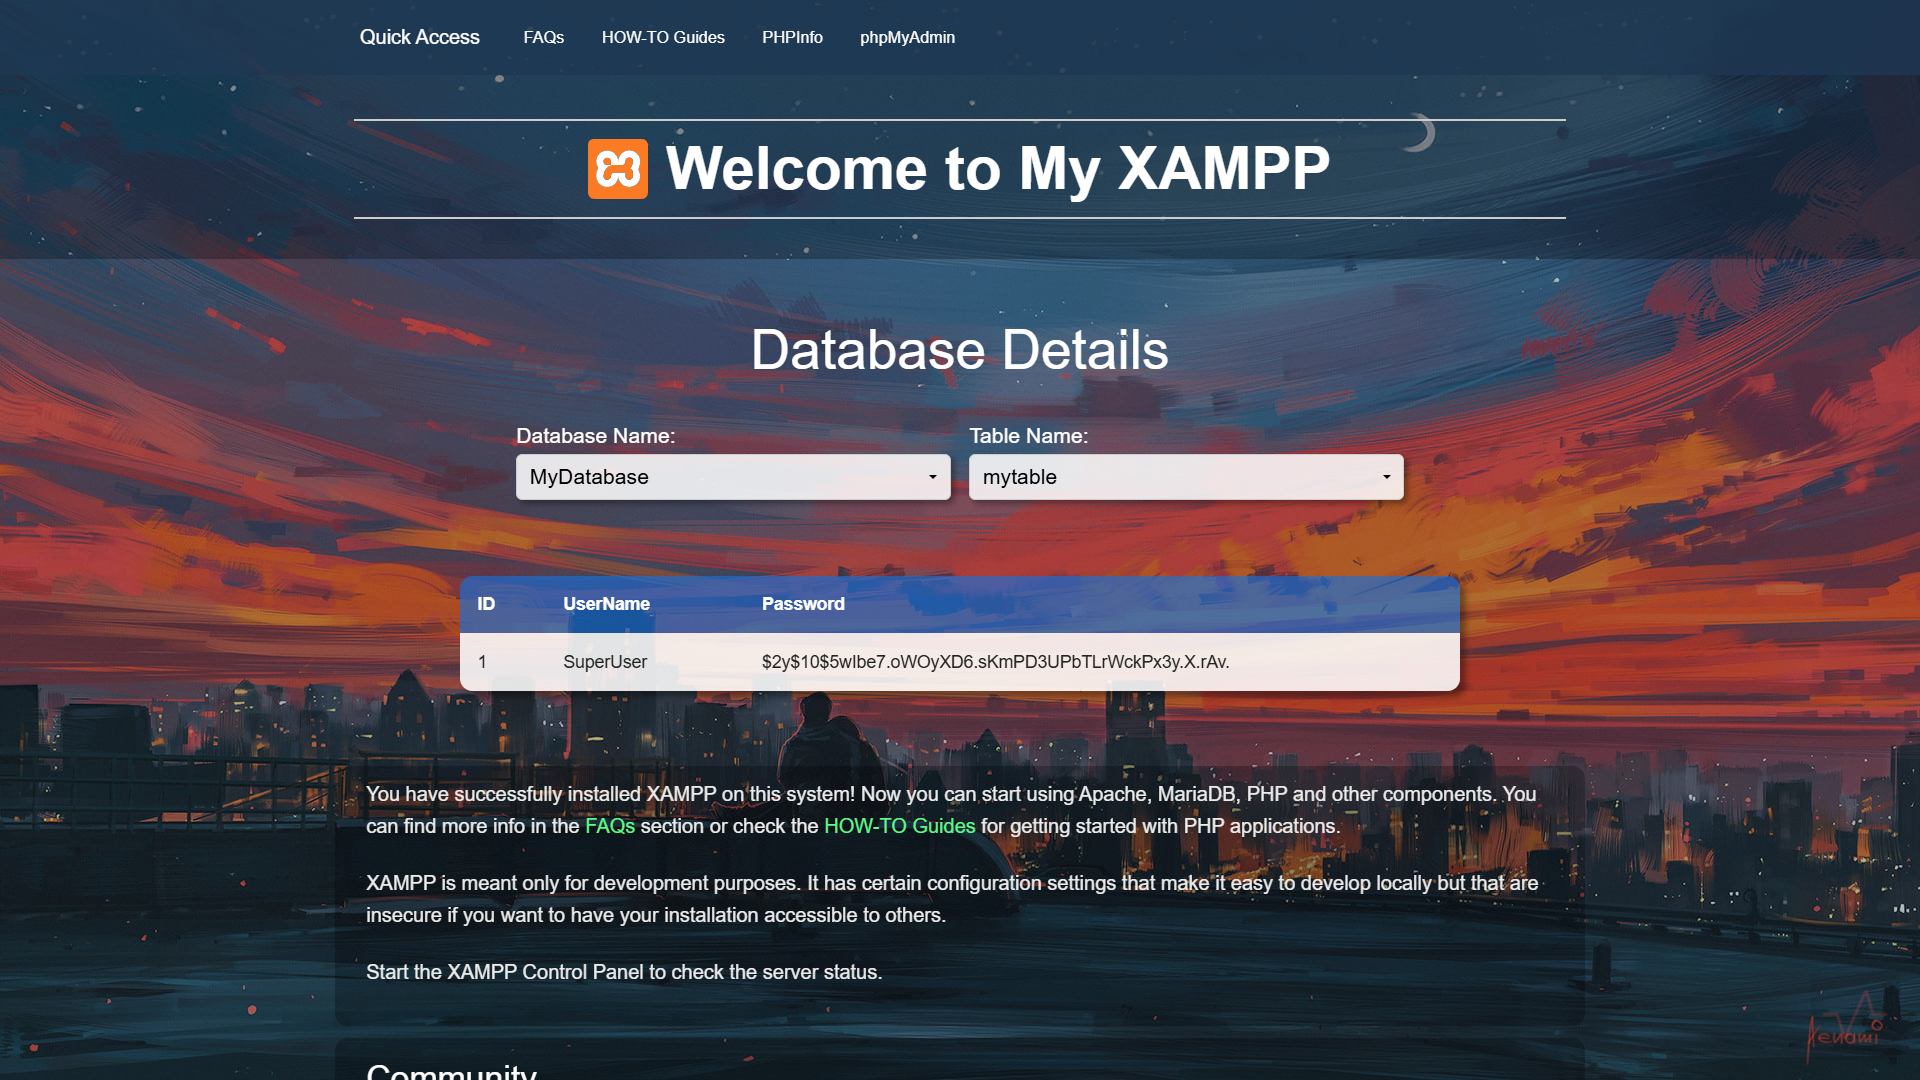 Quick Access FAQs HOW-TO Guides PHPInfo phpMyAdmin
Welcome to My XAMPP
Database Details
Database Name: Table Name:
MyDatabase mytable
ID UserName Password
1 SuperUser $2y$10$5wlbe7.oWOyXD6.sKmPD3UPbTLrWckPx3y.X.rAv.
You have successfully installed XAMPP on this system! Now you can start using Apache, MariaDB, PHP and other components. You
can find more info in the FAQs section or check the HOW-TO Guides for getting started with PHP applications.
XAMPP is meant only for development purposes. It has certain configuration settings that make it easy to develop locally but that are
insecure if you want to have your installation accessible to others.
Start the XAMPP Control Panel to check the server status.
Aenami
Community